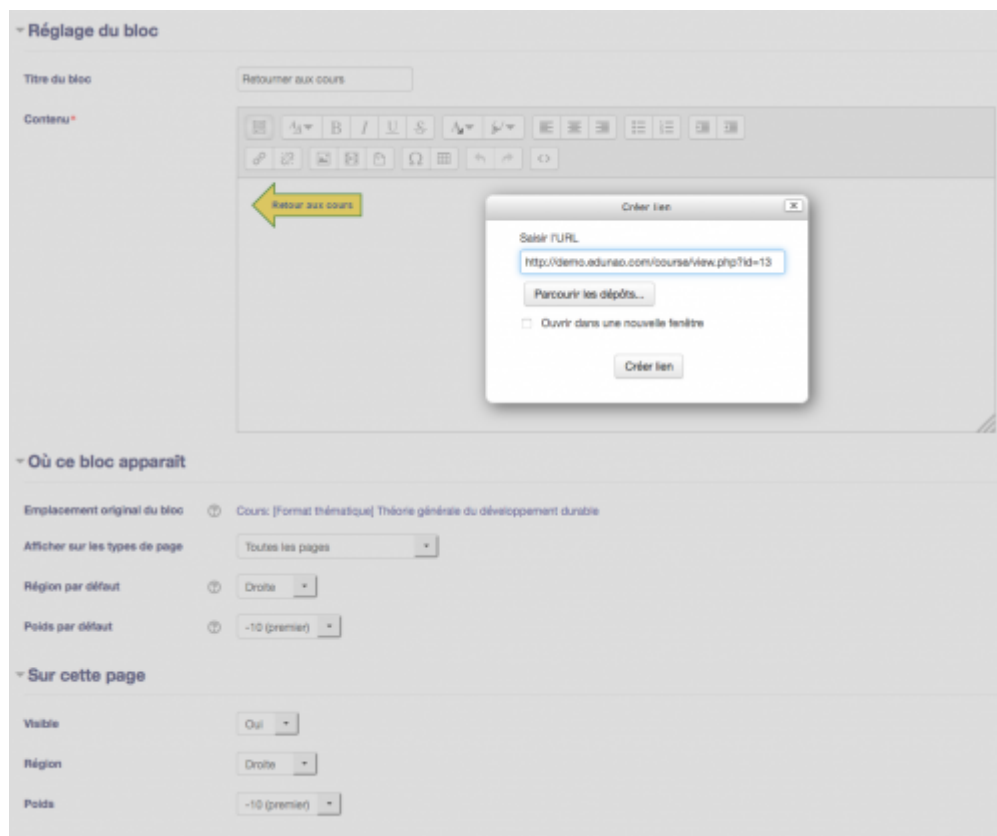 Réglage du bloc
Titre du bloc Retourner aux cours
Contenu*
Retour aux cours
Créer lien
Saisir l'URL
http://demo.edunao.com/course/view.php?id=13
Parcourir les dépôts...
Ouvrir dans une nouvelle fenêtre
Créer lien
Où ce bloc apparaît
Emplacement original du bloc Cours: [Format thématique] Théorie générale du développement durable
Afficher sur les types de page Toutes les pages
Région par défaut Droite
Poids par défaut -10 (premier)
Sur cette page
Visible Oui
Région Droite
Poids -10 (premier)